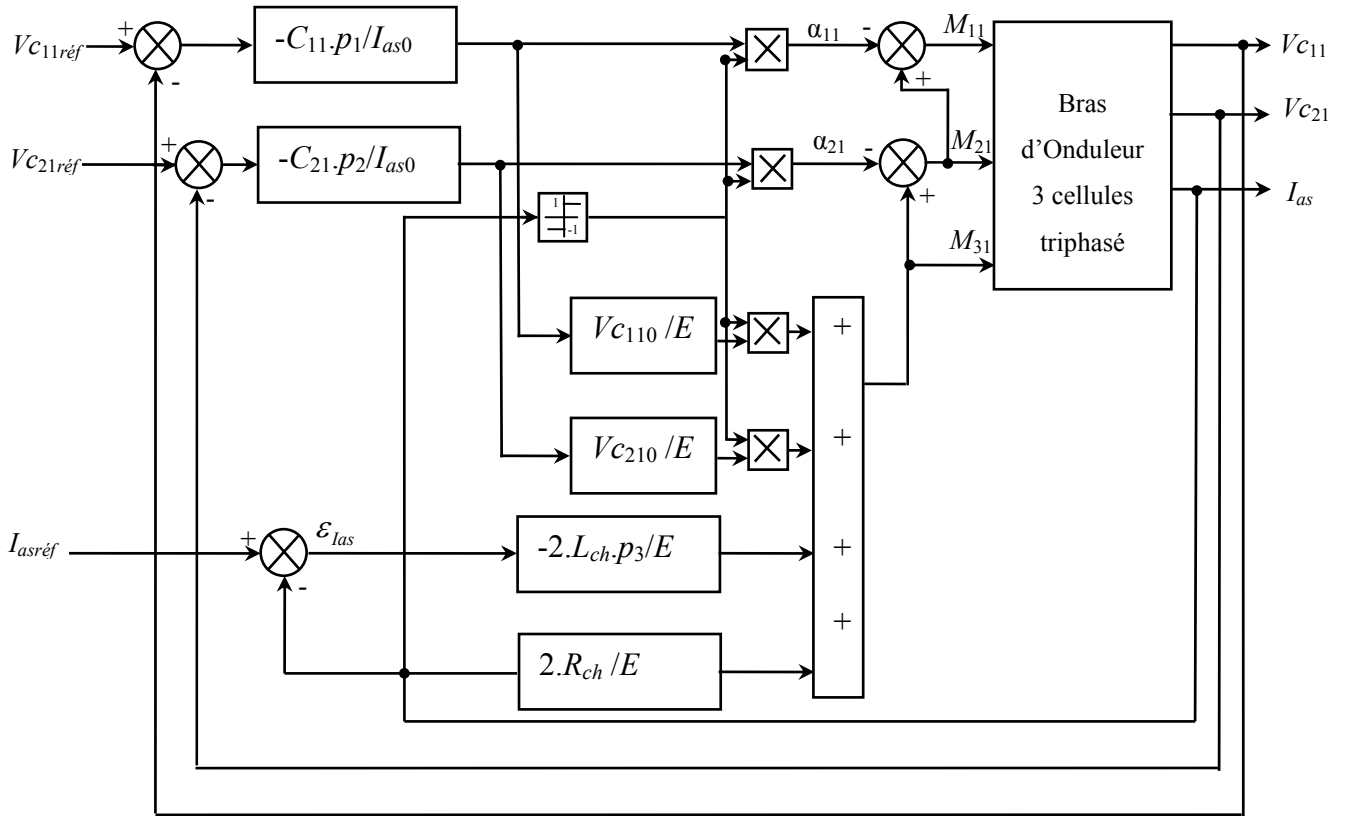 Vc11réf
+
-
-C11.p1/Ias0
α11
-
+
M11
Bras
d'Onduleur
3 cellules
triphasé
Vc11
Vc21réf
+
-
-C21.p2/Ias0
α21
-
+
M21
Vc21
1
-1
M31
Ias
Vc110 /E
+
Vc210 /E
+
Iasréf
+
-
εIas
-2.Lch.p3/E
+
2.Rch /E
+